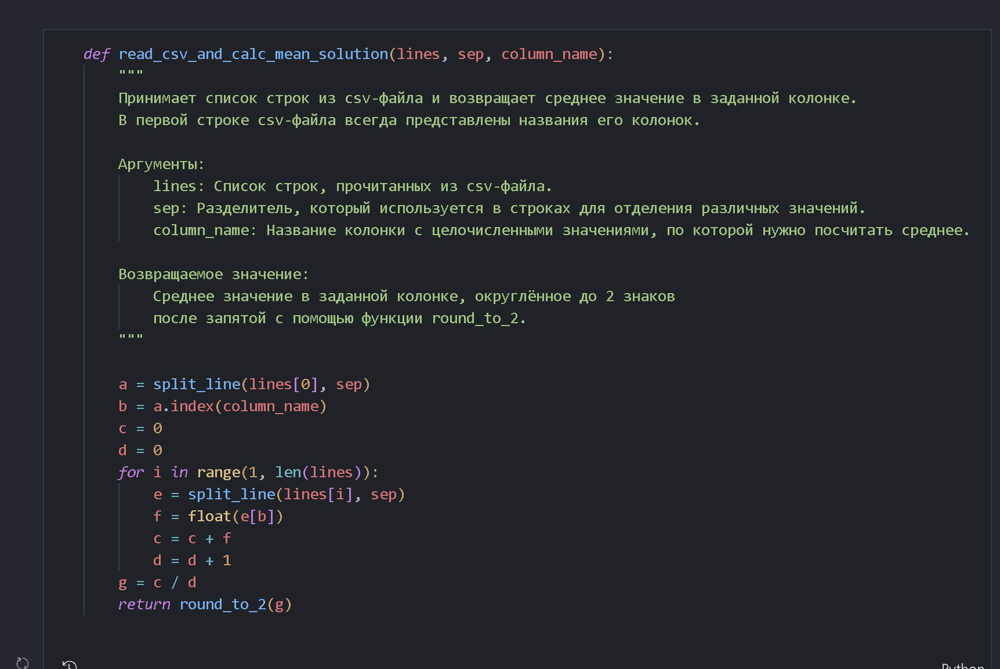 def read_csv_and_calc_mean_solution(lines, sep, column_name):
"""
Принимает список строк из csv-файла и возвращает среднее значение в заданной колонке.
В первой строке csv-файла всегда представлены названия его колонок.
Аргументы:
lines: Список строк, прочитанных из csv-файла.
sep: Разделитель, который используется в строках для отделения различных значений.
column_name: Название колонки с целочисленными значениями, по которой нужно посчитать среднее.
Возвращаемое значение:
Среднее значение в заданной колонке, округлённое до 2 знаков
после запятой с помощью функции round_to_2.
"""
a = split_line(lines[0], sep)
b = a.index(column_name)
c = 0
d = 0
for i in range(1, len(lines)):
e = split_line(lines[i], sep)
f = float(e[b])
c = c + f
d = d + 1
g = c / d
return round_to_2(g)
Python